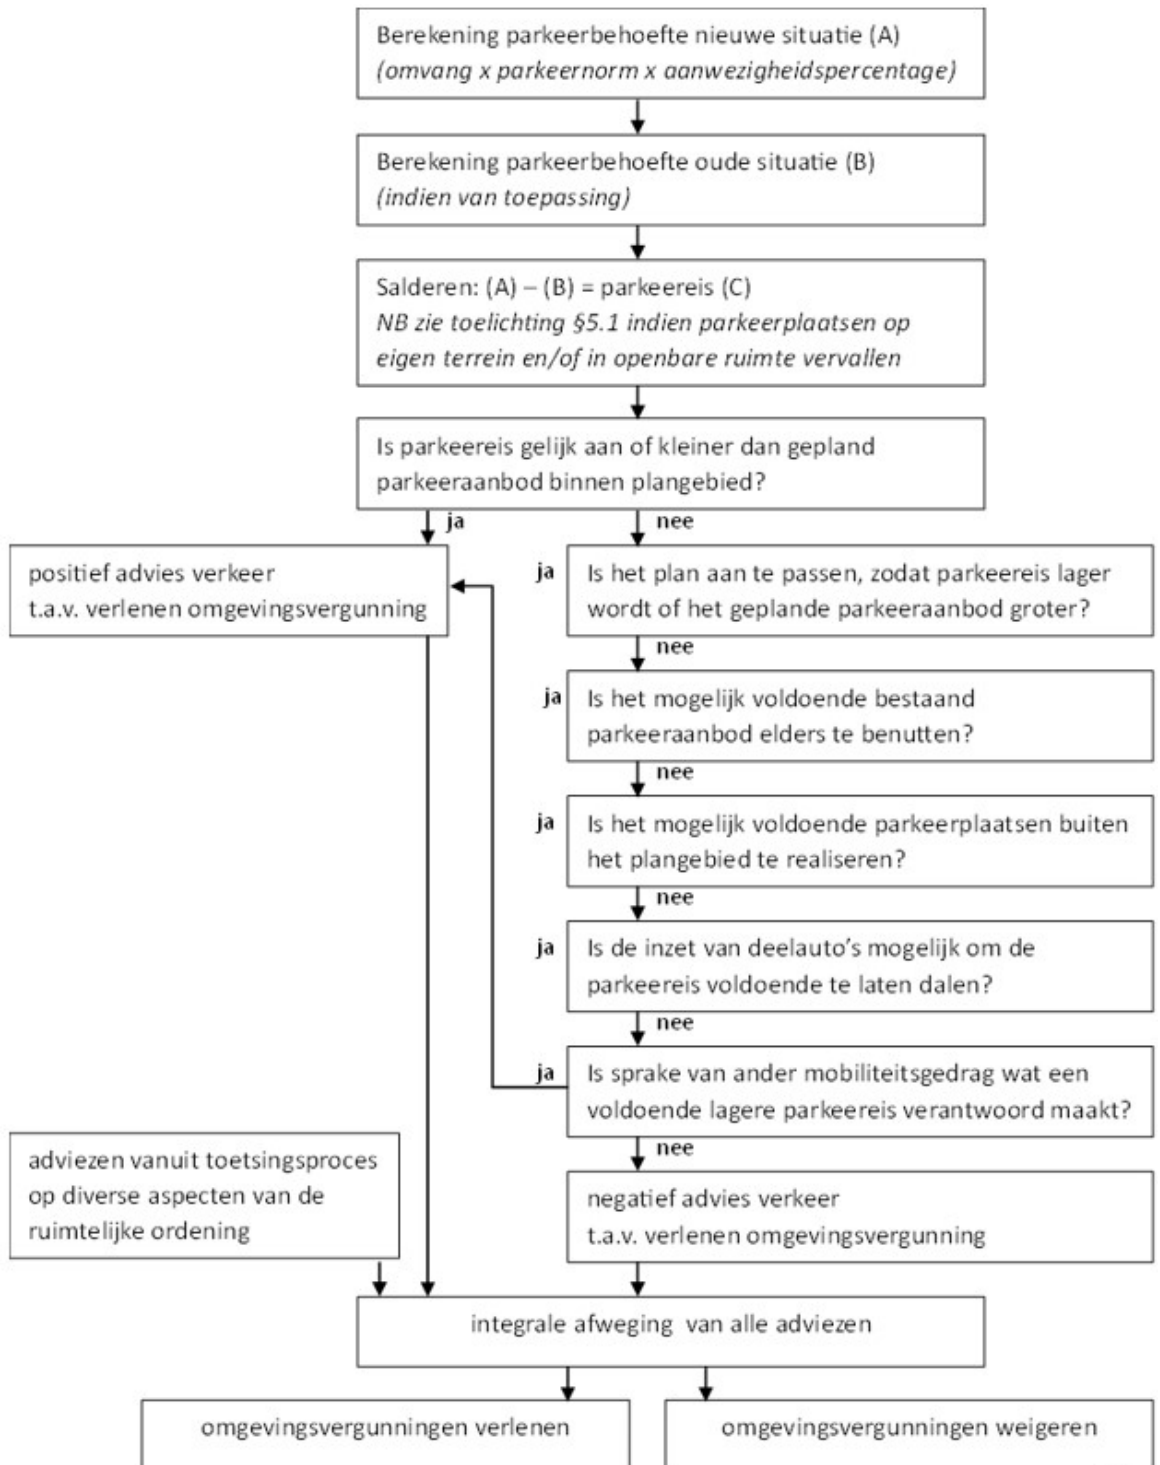 Berekening parkeerbehoefte nieuwe situatie (A)
(omvang x parkeernorm x aanwezigheidspercentage)
Berekening parkeerbehoefte oude situatie (B)
(indien van toepassing)
Salderen: (A) – (B) = parkeereis (C)
NB zie toelichting §5.1 indien parkeerplaatsen op
eigen terrein en/of in openbare ruimte vervallen
Is parkeereis gelijk aan of kleiner dan gepland
parkeeraanbod binnen plangebied?
ja
nee
positief advies verkeer
t.a.v. verlenen omgevingsvergunning
ja
Is het plan aan te passen, zodat parkeereis lager
wordt of het geplande parkeeraanbod groter?
nee
ja
Is het mogelijk voldoende bestaand
parkeeraanbod elders te benutten?
nee
ja
Is het mogelijk voldoende parkeerplaatsen buiten
het plangebied te realiseren?
nee
ja
Is de inzet van deelauto’s mogelijk om de
parkeereis voldoende te laten dalen?
nee
ja
Is sprake van ander mobiliteitsgedrag wat een
voldoende lagere parkeereis verantwoord maakt?
nee
adviezen vanuit toetsingsproces
op diverse aspecten van de
ruimtelijke ordening
negatief advies verkeer
t.a.v. verlenen omgevingsvergunning
integrale afweging van alle adviezen
omgevingsvergunningen verlenen
omgevingsvergunningen weigeren